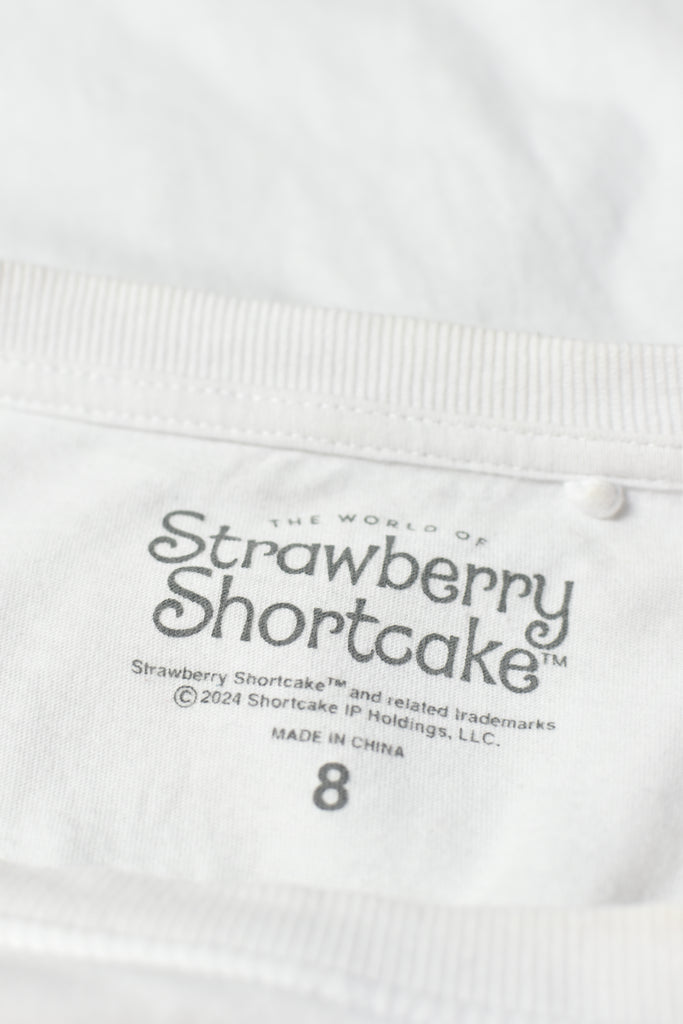 THE WORLD OF
Strawberry
Shortcake™
Strawberry Shortcake™ and related trademarks
©2024 Shortcake IP Holdings, LLC.
MADE IN CHINA
8